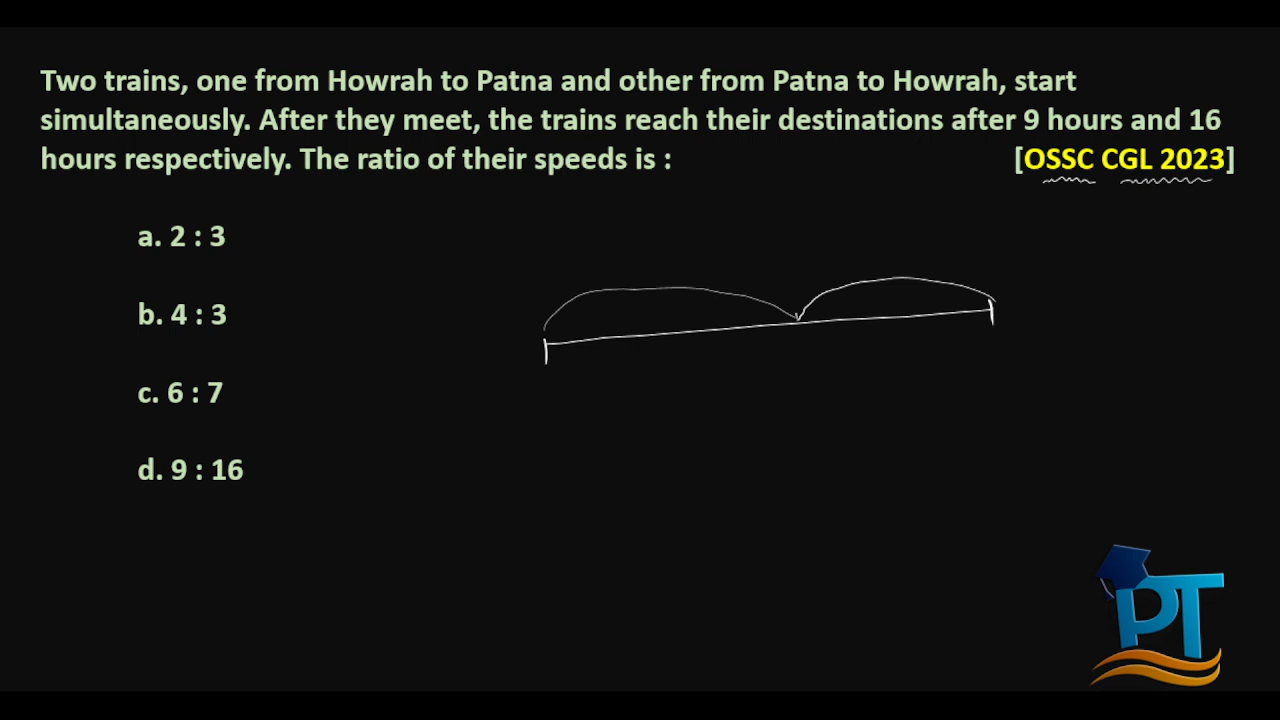 Two trains, one from Howrah to Patna and other from Patna to Howrah, start
simultaneously. After they meet, the trains reach their destinations after 9 hours and 16
hours respectively. The ratio of their speeds is : [OSSC CGL 2023]
a. 2 : 3
b. 4 : 3
c. 6 : 7
d. 9 : 16
PT